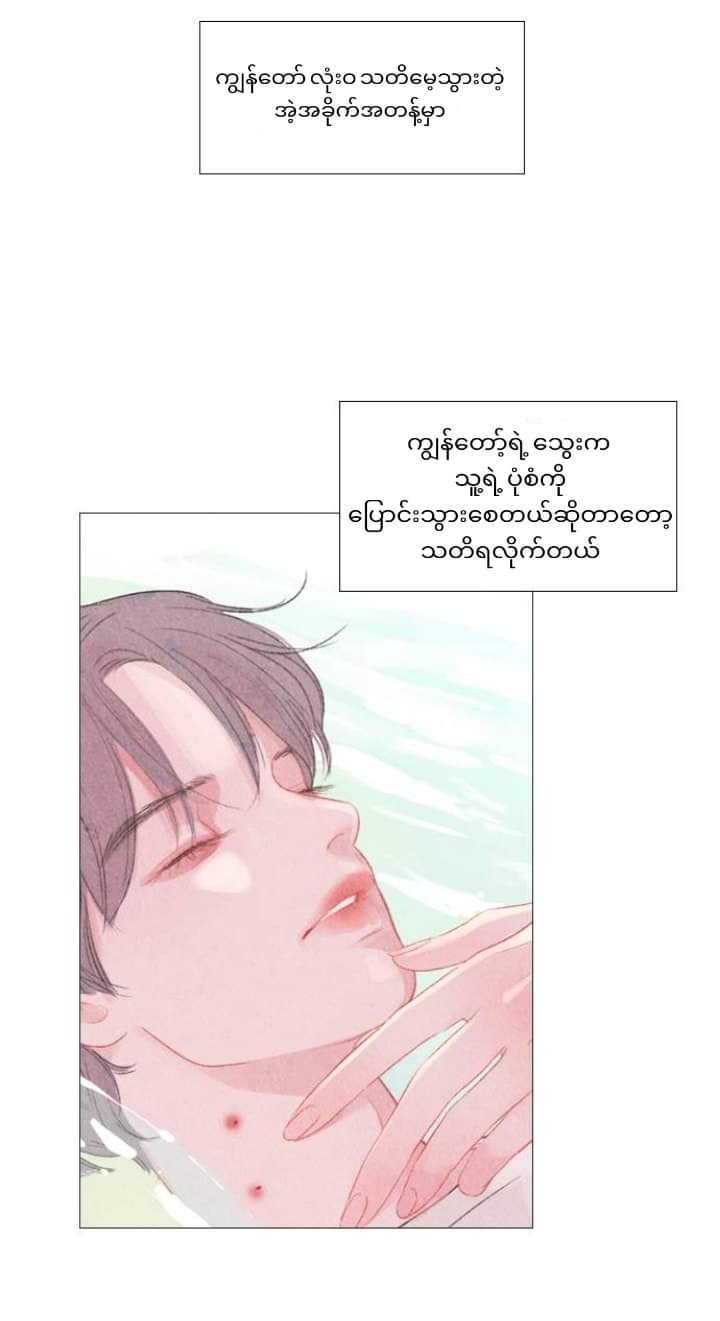 ကျွန်တော် လုံးဝ သတိမေ့သွားတဲ့
အဲ့အခိုက်အတန့်မှာ
ကျွန်တော့်ရဲ့ သွေးက
သူ့ရဲ့ ပုံစံကို
ပြောင်းသွားစေတယ်ဆိုတာတော့
သတိရလိုက်တယ်